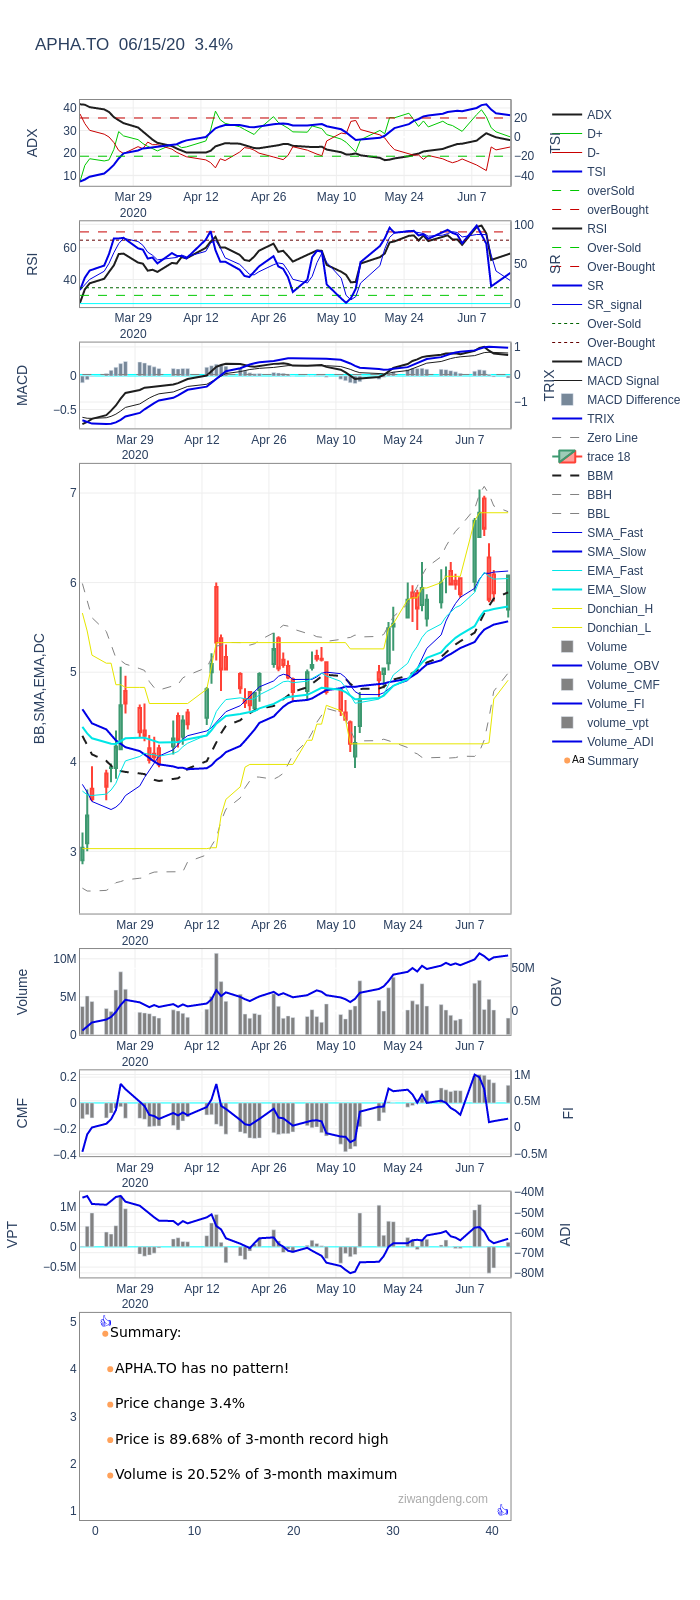 APHA.TO 06/15/20 3.4%
ADX
40
30
20
10
20
0
−20
−40
TSI
Mar 29
2020
Apr 12
Apr 26
May 10
May 24
Jun 7
RSI
60
40
100
50
0
SR
Mar 29
2020
Apr 12
Apr 26
May 10
May 24
Jun 7
MACD
0
−0.5
1
0
−1
TRIX
Mar 29
2020
Apr 12
Apr 26
May 10
May 24
Jun 7
BB,SMA,EMA,DC
7
6
5
4
3
Mar 29
2020
Apr 12
Apr 26
May 10
May 24
Jun 7
Volume
10M
5M
0
50M
0
OBV
Mar 29
2020
Apr 12
Apr 26
May 10
May 24
Jun 7
CMF
0.2
0
−0.2
−0.4
1M
0.5M
0
−0.5M
FI
Mar 29
2020
Apr 12
Apr 26
May 10
May 24
Jun 7
VPT
1M
0.5M
0
−0.5M
−40M
−50M
−60M
−70M
−80M
ADI
Mar 29
2020
Apr 12
Apr 26
May 10
May 24
Jun 7
5
4
3
2
1
Summary:
APHA.TO has no pattern!
Price change 3.4%
Price is 89.68% of 3-month record high
Volume is 20.52% of 3-month maximum
ziwangdeng.com
0
10
20
30
40
ADX
D+
D-
TSI
overSold
overBought
RSI
Over-Sold
Over-Bought
SR
SR_signal
Over-Sold
Over-Bought
MACD
MACD Signal
MACD Difference
TRIX
Zero Line
trace 18
BBM
BBH
BBL
SMA_Fast
SMA_Slow
EMA_Fast
EMA_Slow
Donchian_H
Donchian_L
Volume
Volume_OBV
Volume_CMF
Volume_FI
volume_vpt
Volume_ADI
Aa Summary